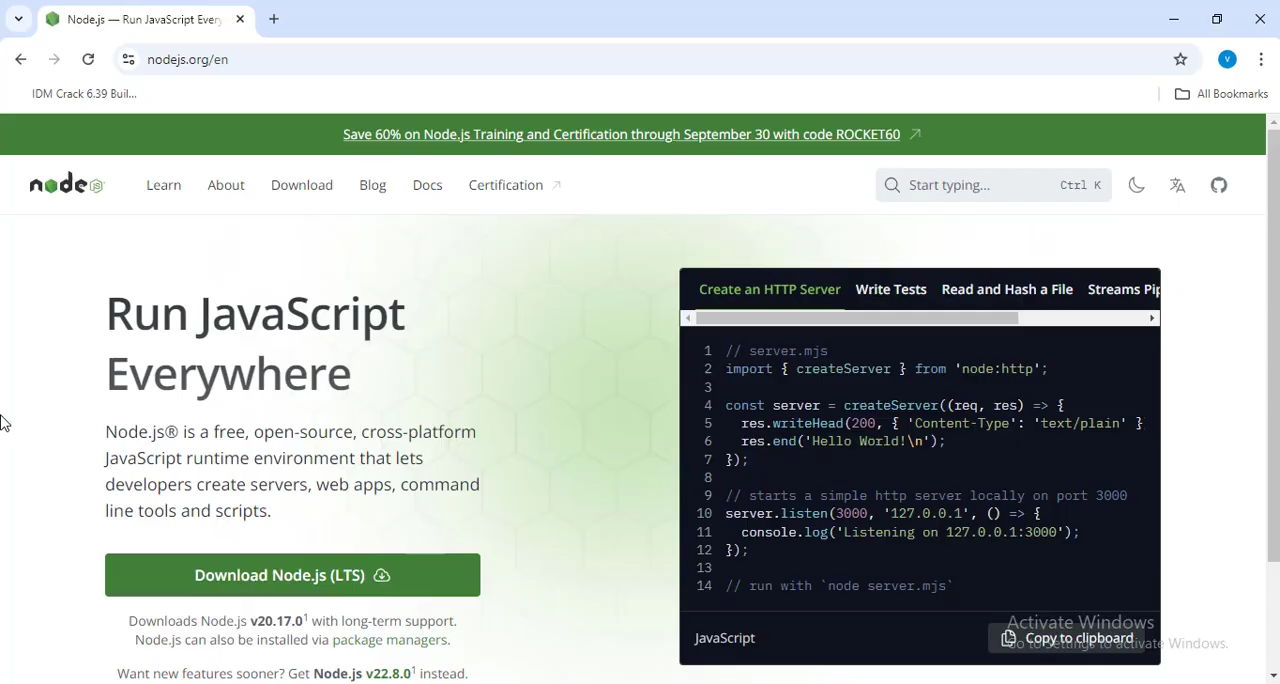 Node.js — Run JavaScript Every
nodejs.org/en
IDM Crack 6.39 Buil...
All Bookmarks
Save 60% on Node.js Training and Certification through September 30 with code ROCKET60
node JS
Learn
About
Download
Blog
Docs
Certification
Start typing...
Ctrl K
Run JavaScript
Everywhere
Node.js® is a free, open-source, cross-platform
JavaScript runtime environment that lets
developers create servers, web apps, command
line tools and scripts.
Download Node.js (LTS)
Downloads Node.js v20.17.0¹ with long-term support.
Node.js can also be installed via package managers.
Want new features sooner? Get Node.js v22.8.0¹ instead.
Create an HTTP Server
Write Tests
Read and Hash a File
Streams Pip
1 // server.mjs
2 import { createServer } from 'node:http';
3
4 const server = createServer((req, res) => {
5 res.writeHead(200, { 'Content-Type': 'text/plain' }
6 res.end('Hello World!\n');
7 });
8
9 // starts a simple http server locally on port 3000
10 server.listen(3000, '127.0.0.1', () => {
11 console.log('Listening on 127.0.0.1:3000');
12 });
13
14 // run with `node server.mjs`
JavaScript
Copy to clipboard
Activate Windows
Go to Settings to activate Windows.
V